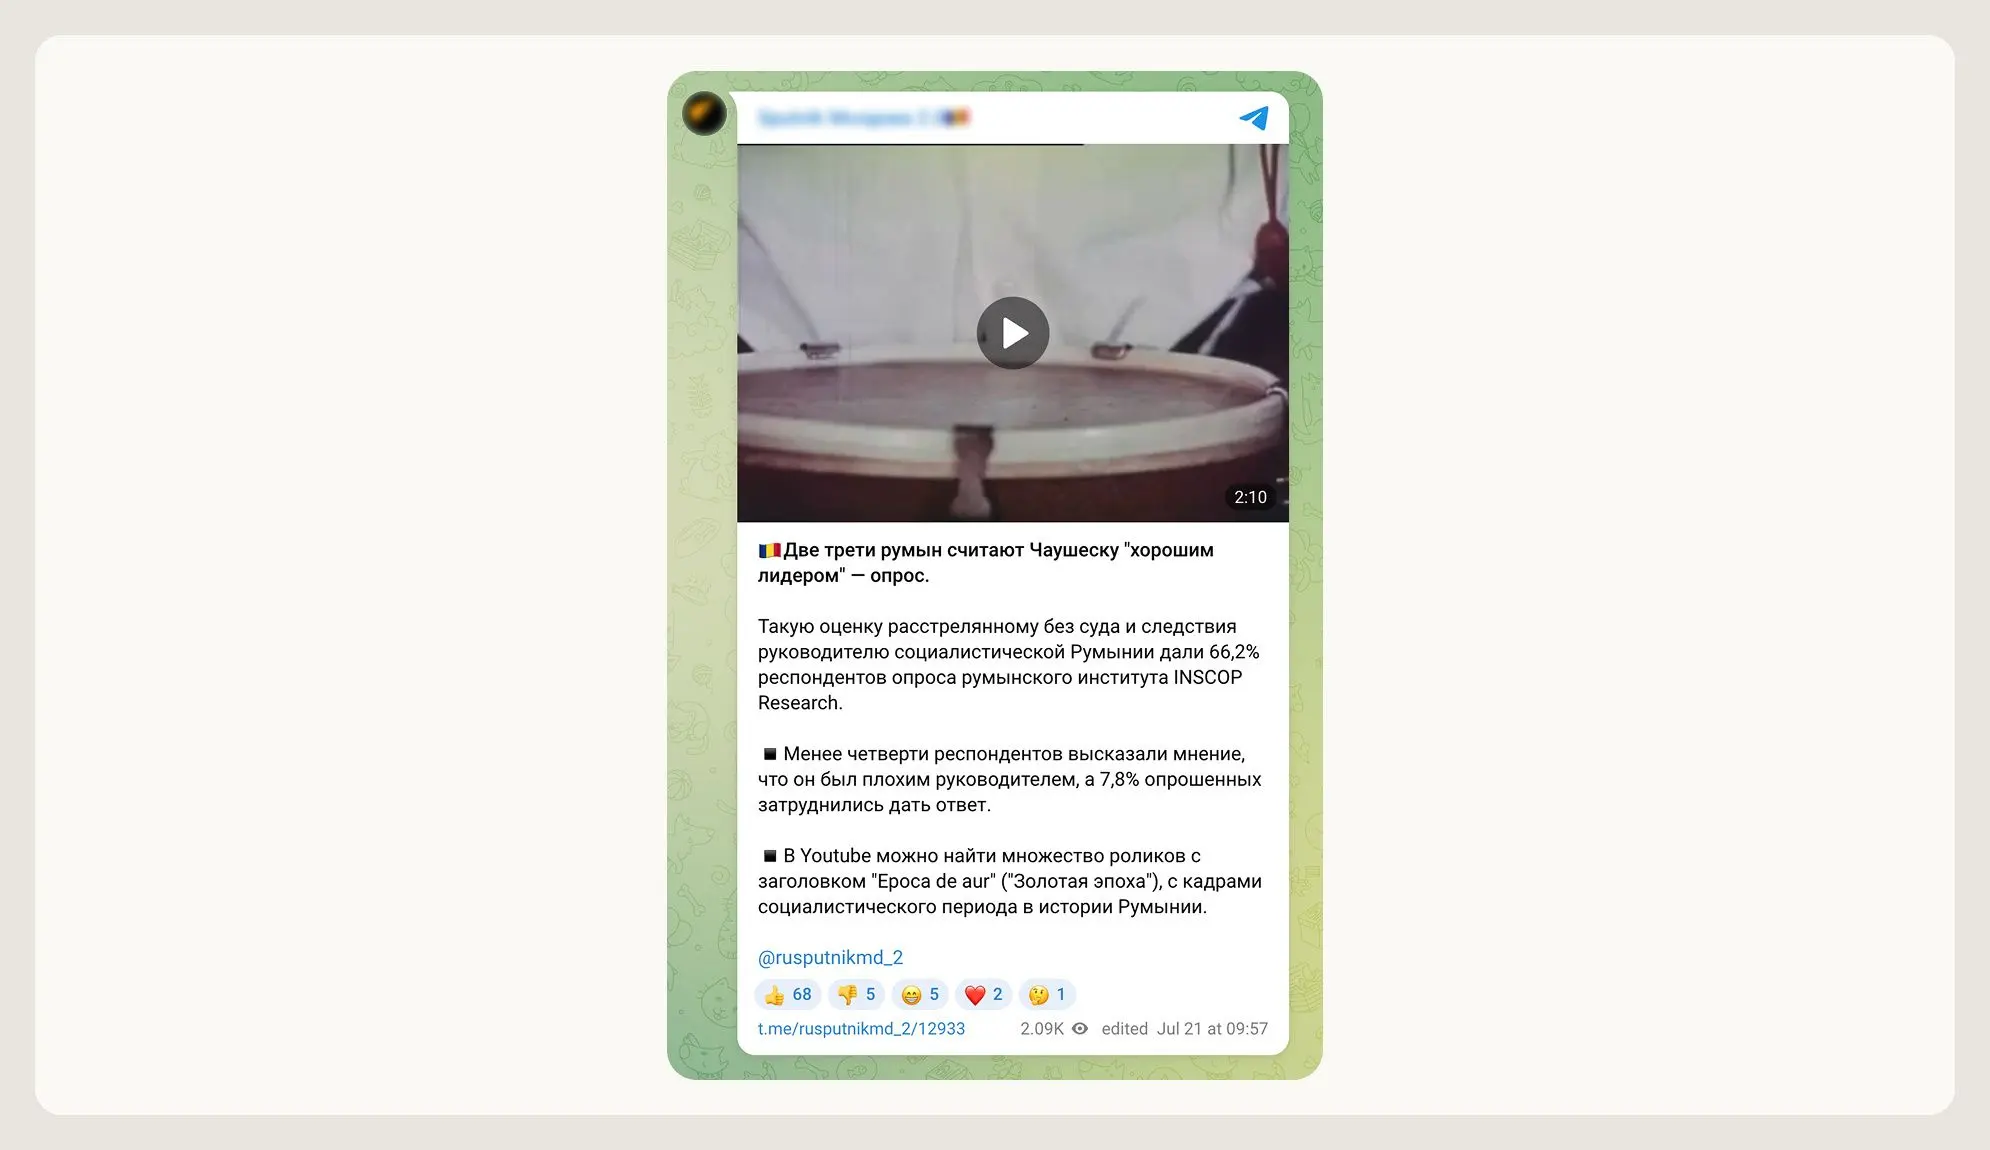 2:10
🇷🇴Две трети румын считают Чаушеску "хорошим
лидером" — опрос.
Такую оценку расстрелянному без суда и следствия
руководителю социалистической Румынии дали 66,2%
респондентов опроса румынского института INSCOP
Research.
◾ Менее четверти респондентов высказали мнение,
что он был плохим руководителем, а 7,8% опрошенных
затруднились дать ответ.
◾ В Youtube можно найти множество роликов с
заголовком "Epoca de aur" ("Золотая эпоха"), с кадрами
социалистического периода в истории Румынии.
@rusputnikmd_2
👍 68 👎 5 😁 5 ❤️ 2 🤔 1
t.me/rusputnikmd_2/12933 2.09K edited Jul 21 at 09:57